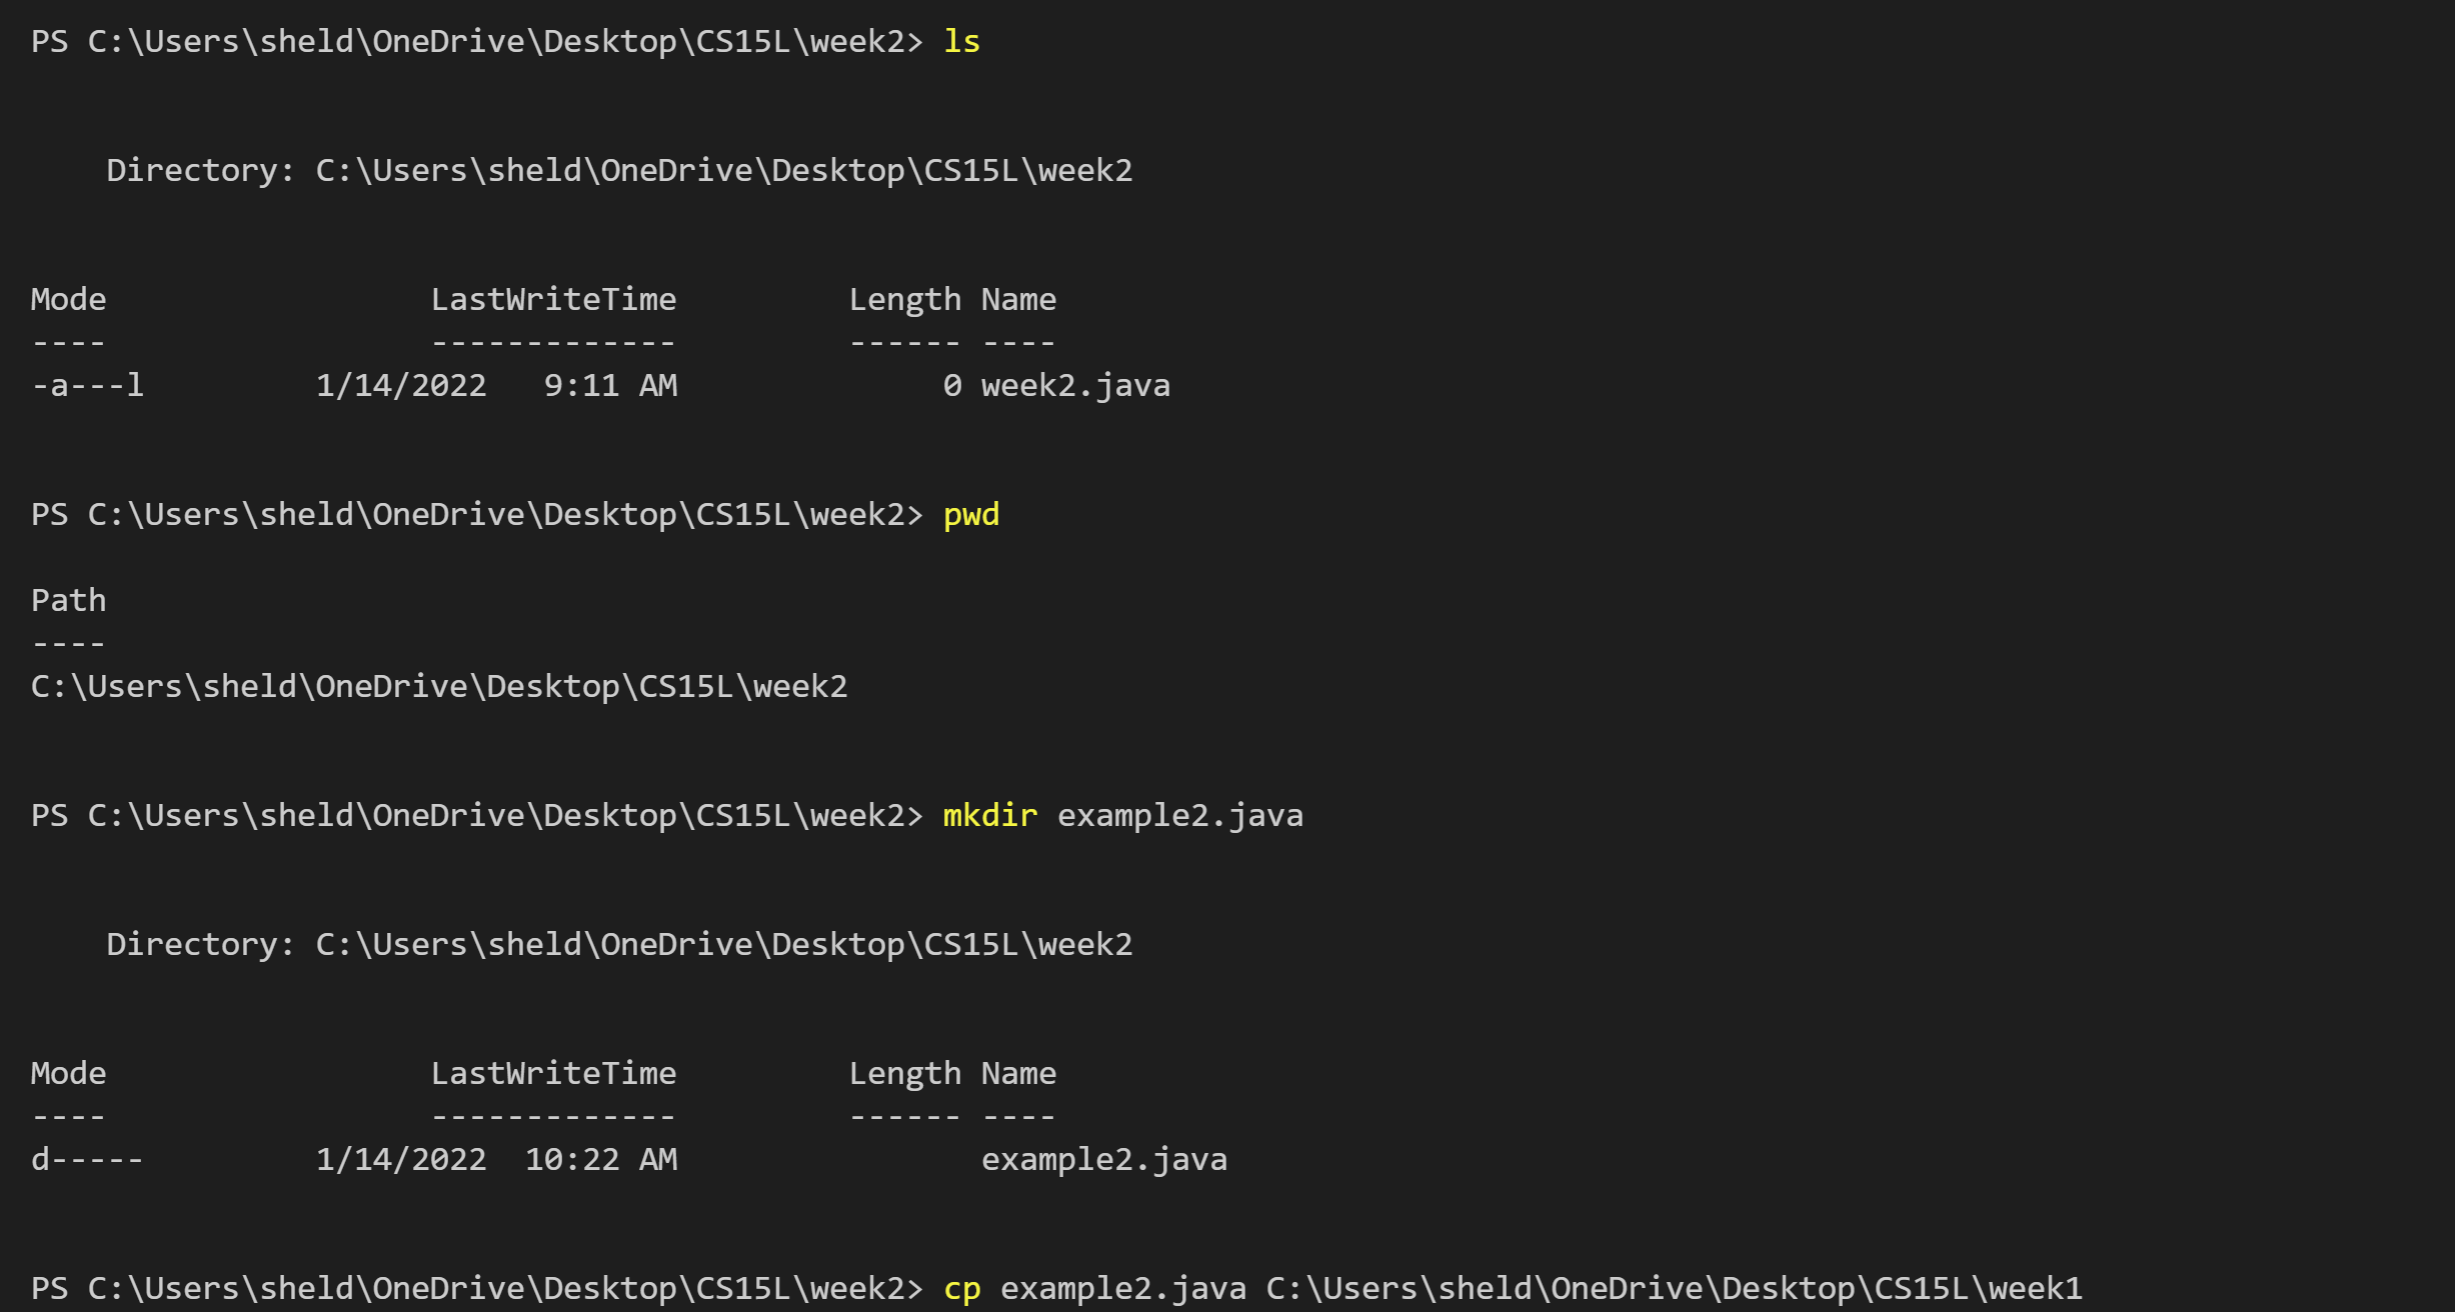 PS C:\Users\sheld\OneDrive\Desktop\CS15L\week2> ls
    Directory: C:\Users\sheld\OneDrive\Desktop\CS15L\week2
Mode                 LastWriteTime         Length Name
----                 -------------         ------ ----
-a---l         1/14/2022   9:11 AM              0 week2.java
PS C:\Users\sheld\OneDrive\Desktop\CS15L\week2> pwd
Path
----
C:\Users\sheld\OneDrive\Desktop\CS15L\week2
PS C:\Users\sheld\OneDrive\Desktop\CS15L\week2> mkdir example2.java
    Directory: C:\Users\sheld\OneDrive\Desktop\CS15L\week2
Mode                 LastWriteTime         Length Name
----                 -------------         ------ ----
d-----         1/14/2022  10:22 AM                example2.java
PS C:\Users\sheld\OneDrive\Desktop\CS15L\week2> cp example2.java C:\Users\sheld\OneDrive\Desktop\CS15L\week1